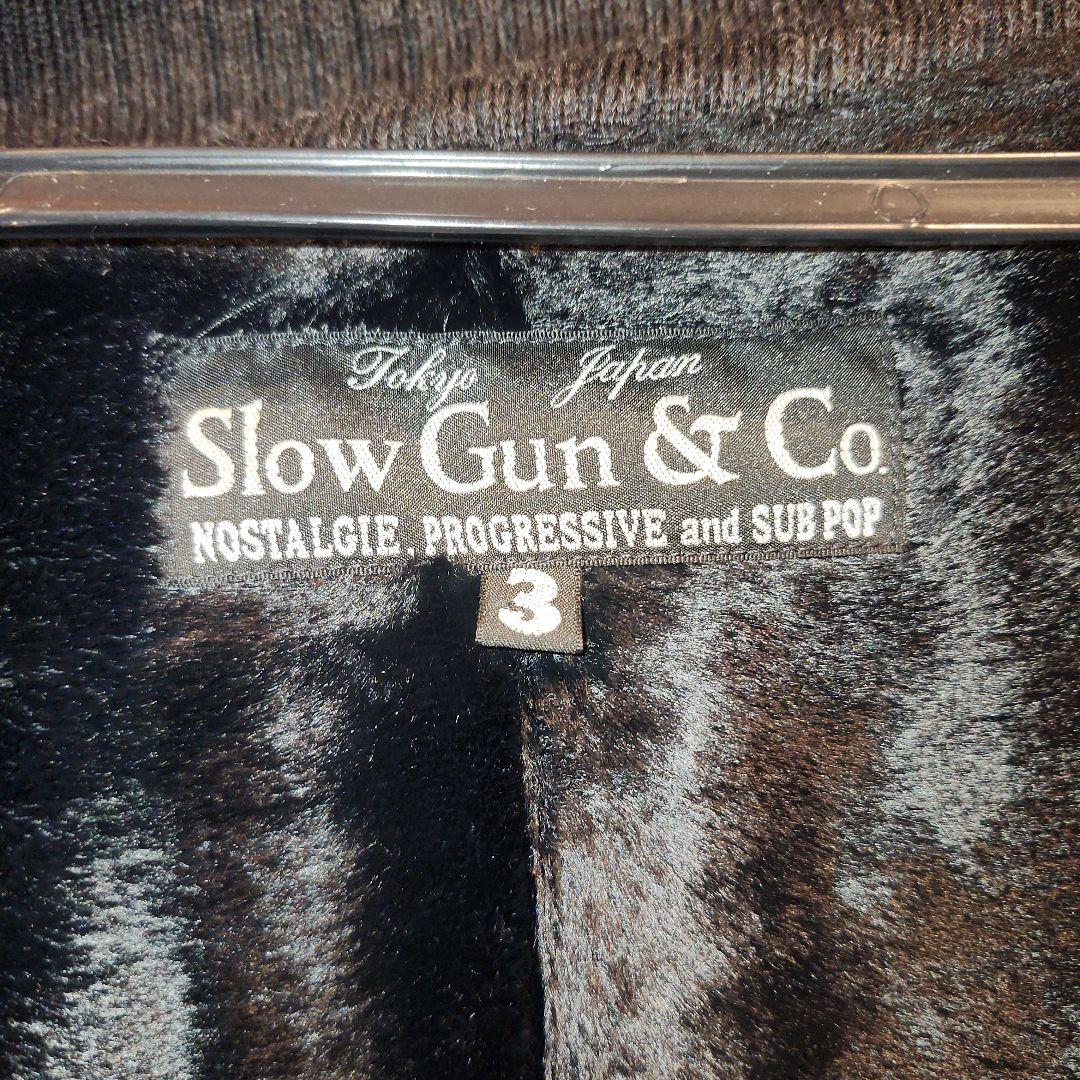 Tokyo Japan
Slow Gun & Co.
NOSTALGIE. PROGRESSIVE and SUB POP
3